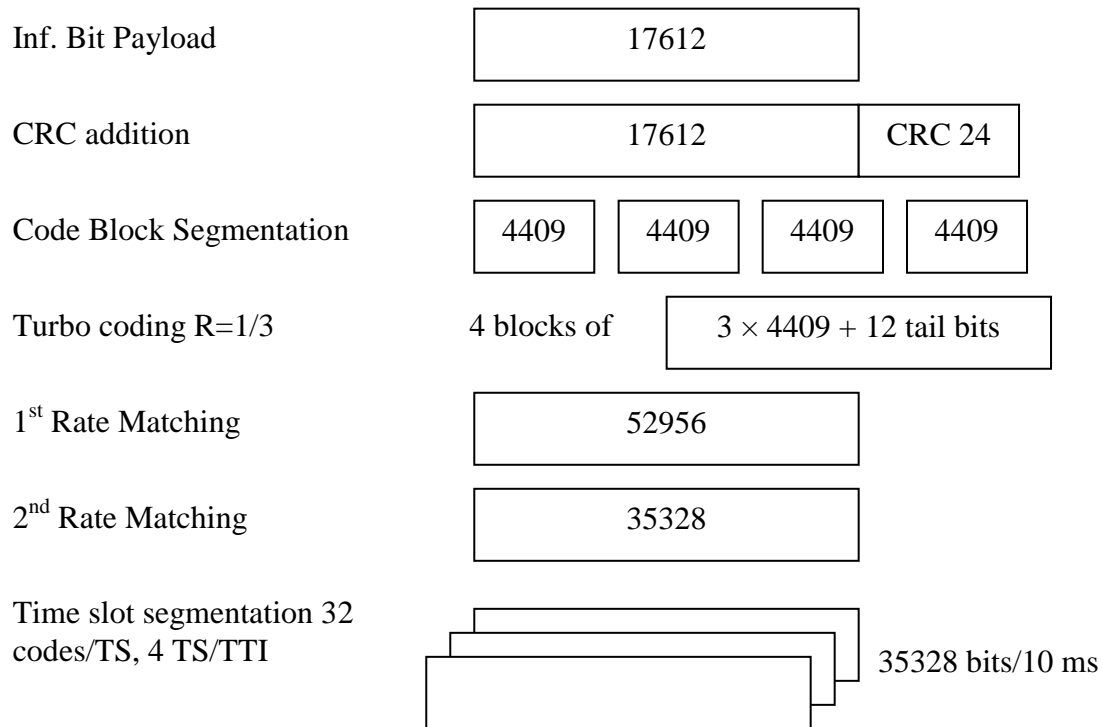 Inf. Bit Payload 17612
CRC addition 17612 CRC 24
Code Block Segmentation 4409 4409 4409 4409
Turbo coding R=1/3 4 blocks of 3 × 4409 + 12 tail bits
1st Rate Matching 52956
2nd Rate Matching 35328
Time slot segmentation 32
codes/TS, 4 TS/TTI
35328 bits/10 ms